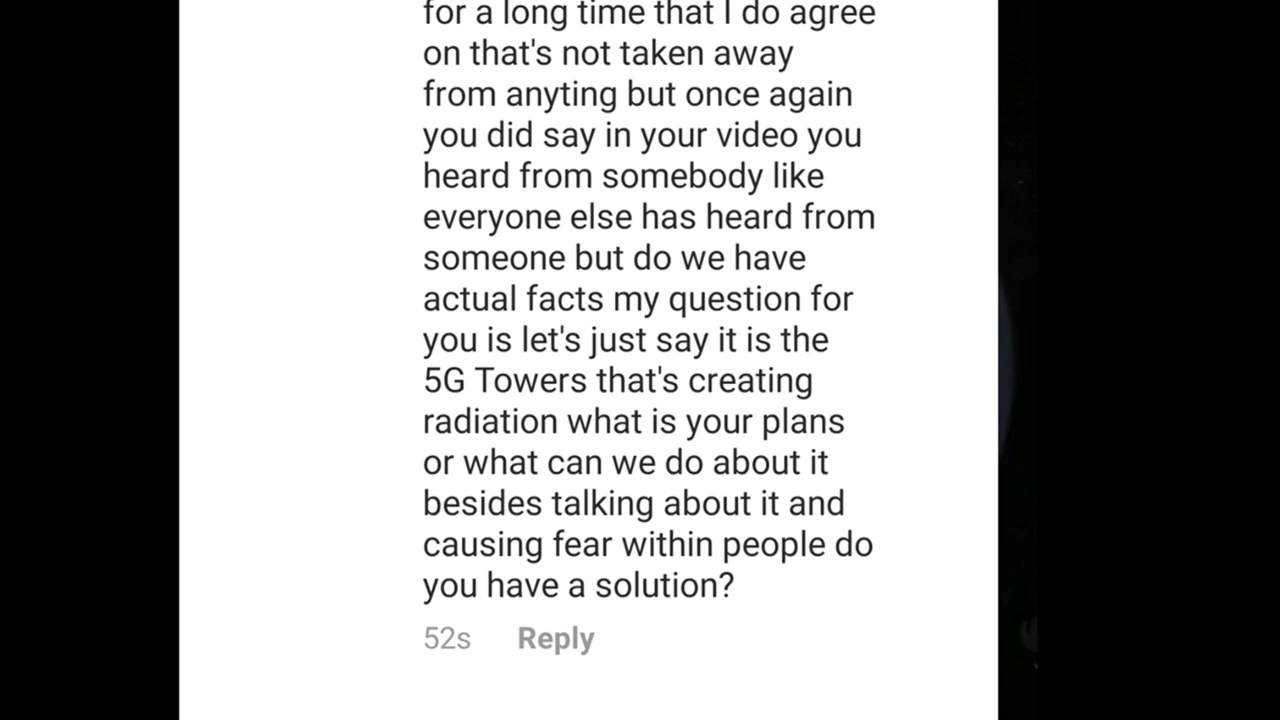 for a long time that I do agree
on that's not taken away
from anyting but once again
you did say in your video you
heard from somebody like
everyone else has heard from
someone but do we have
actual facts my question for
you is let's just say it is the
5G Towers that's creating
radiation what is your plans
or what can we do about it
besides talking about it and
causing fear within people do
you have a solution?
52s Reply